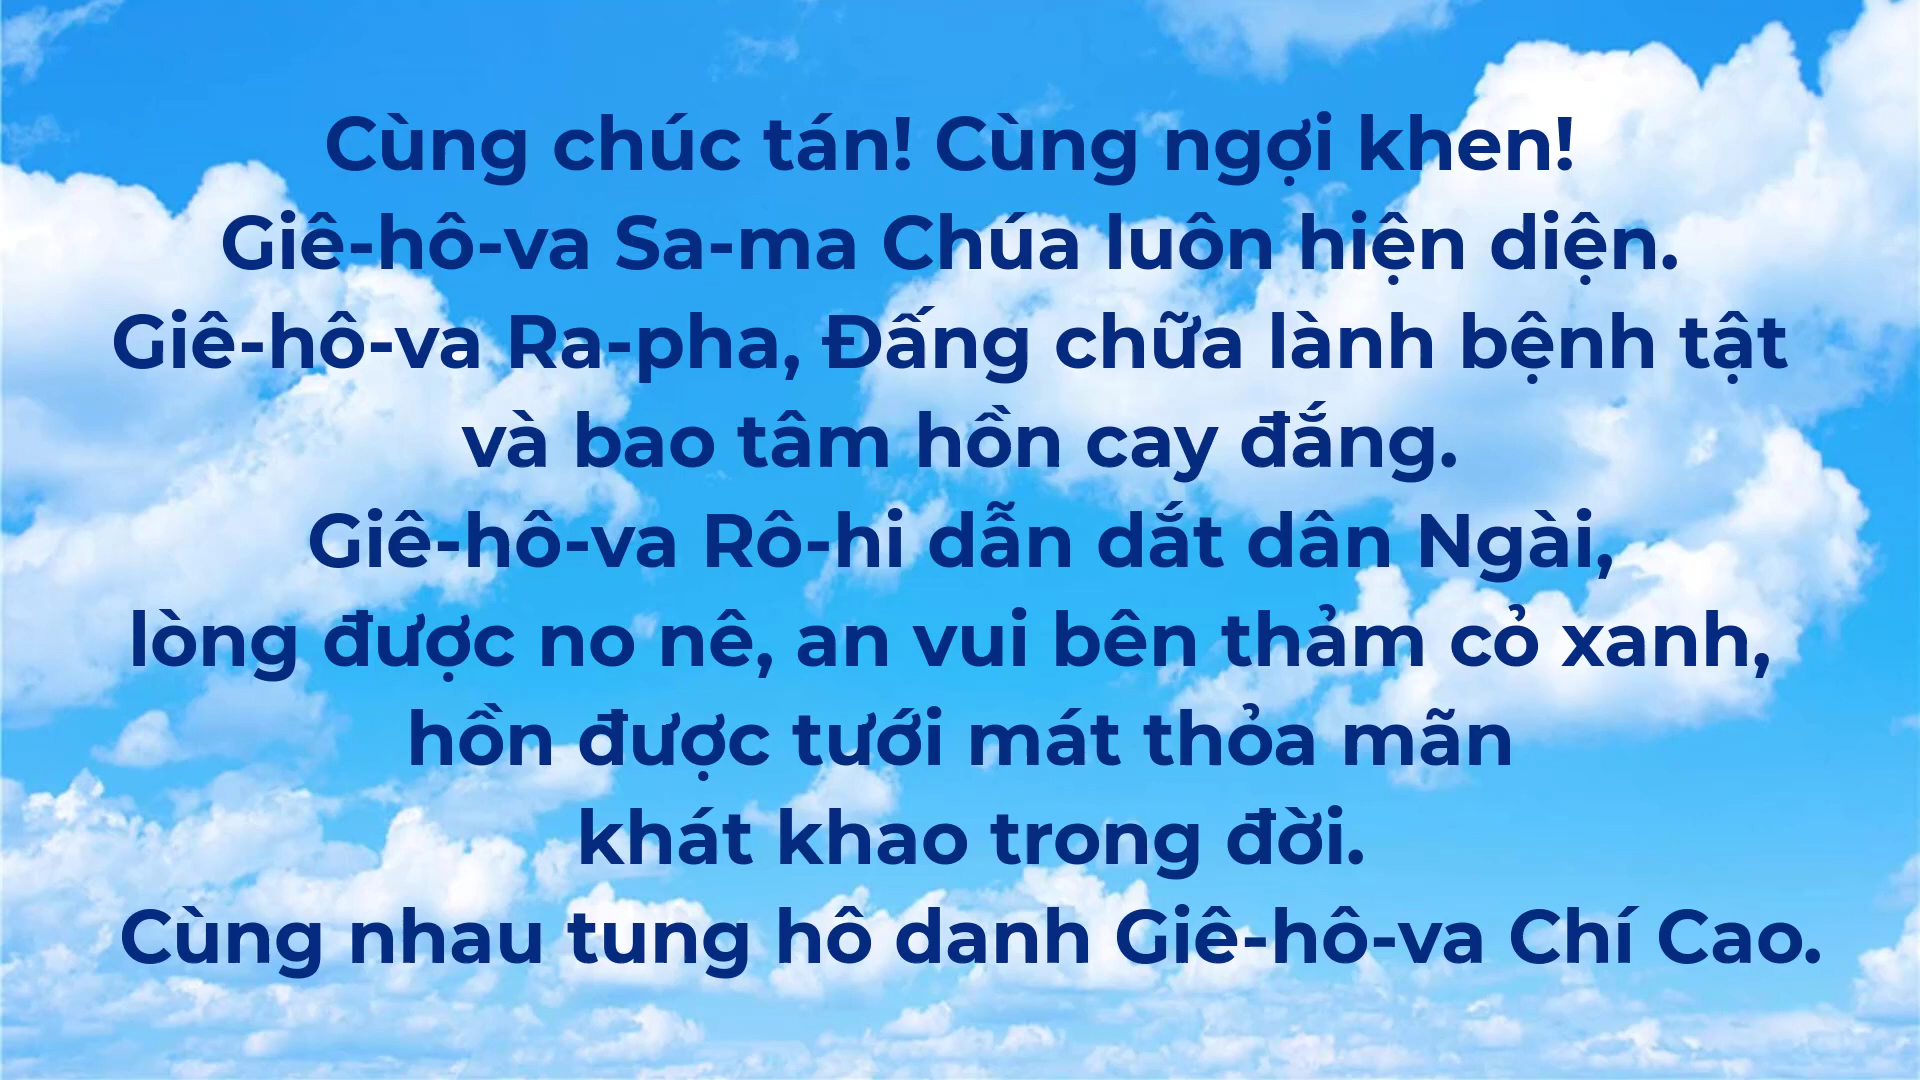 Cùng chúc tán! Cùng ngợi khen!
Giê-hô-va Sa-ma Chúa luôn hiện diện.
Giê-hô-va Ra-pha, Đấng chữa lành bệnh tật
và bao tâm hồn cay đắng.
Giê-hô-va Rô-hi dẫn dắt dân Ngài,
lòng được no nê, an vui bên thảm cỏ xanh,
hồn được tưới mát thỏa mãn
khát khao trong đời.
Cùng nhau tung hô danh Giê-hô-va Chí Cao.